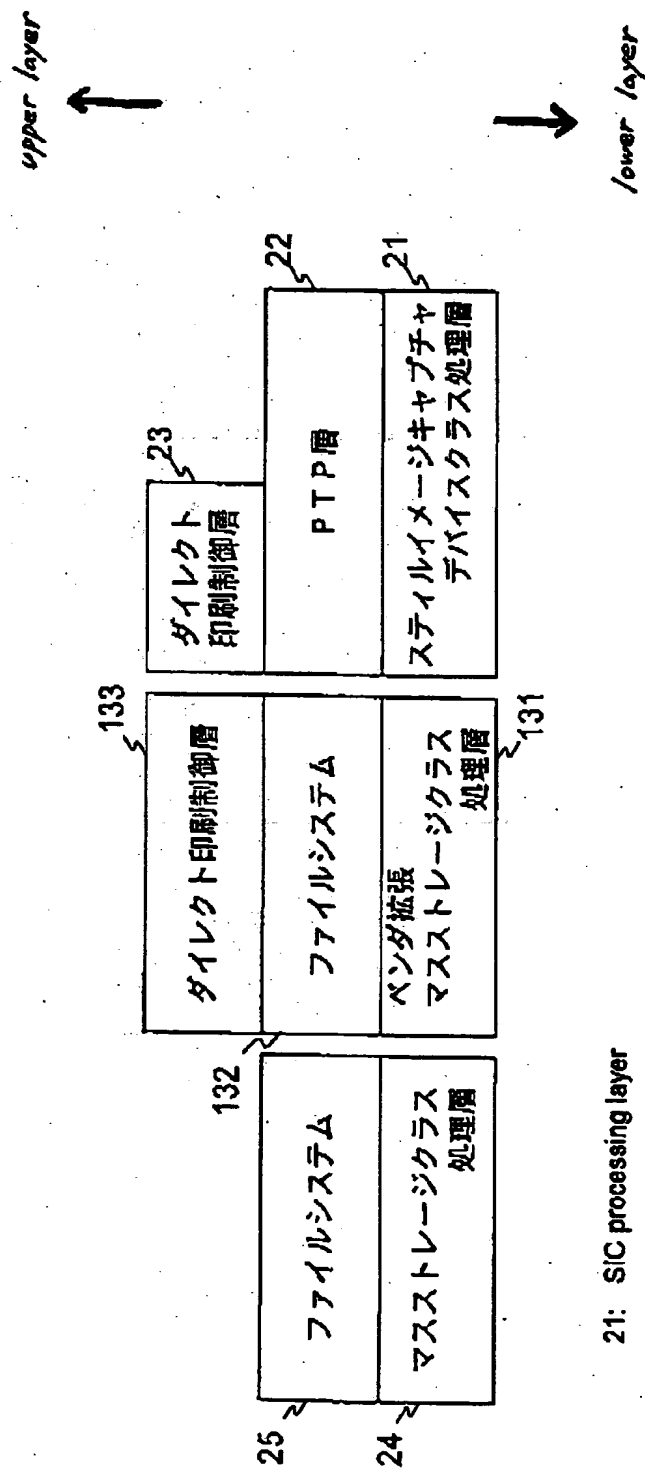 upper layer
lower layer
23
ダイレクト
印刷制御層
22
PTP層
21
スティルイメージキャプチャ
デバイスクラス処理層
133
ダイレクト印刷制御層
132
ファイルシステム
131
ベンダ拡張
マスストレージクラス
処理層
25
ファイルシステム
24
マスストレージクラス
処理層
21: SIC processing layer